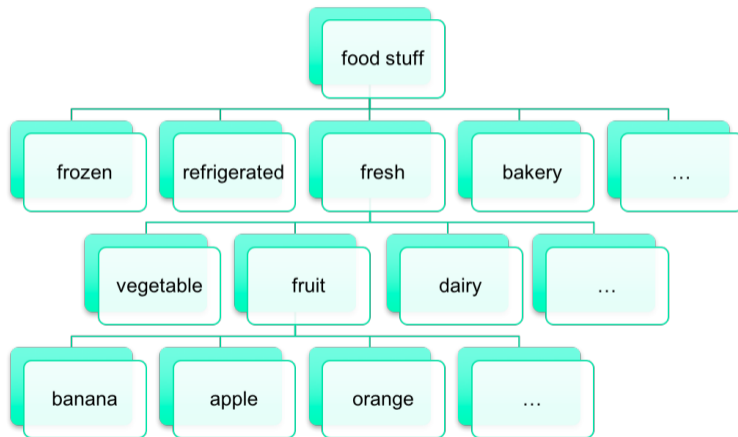 food stuff
frozen
refrigerated
fresh
bakery
…
vegetable
fruit
dairy
…
banana
apple
orange
…